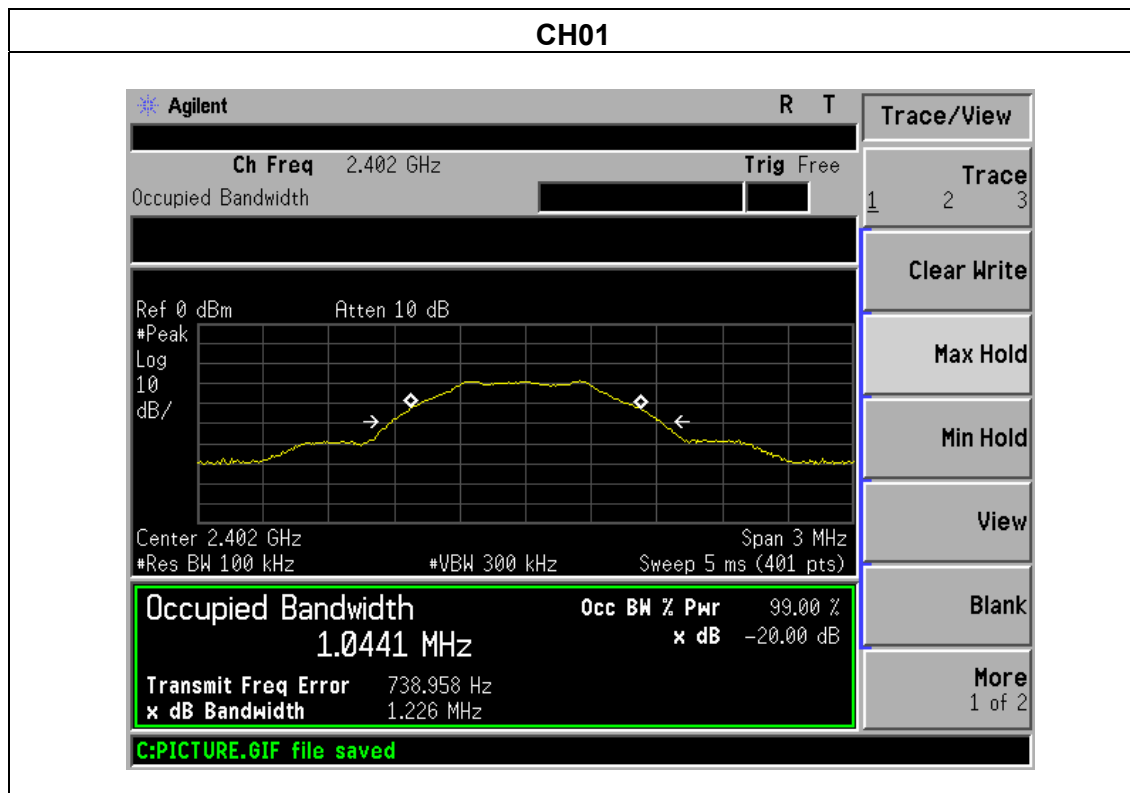 CH01
Agilent R T
Trace/View
Ch Freq 2.402 GHz Trig Free
Occupied Bandwidth
Trace
1 2 3
Clear Write
Max Hold
Min Hold
View
Blank
More
1 of 2
Ref 0 dBm Atten 10 dB
#Peak
Log
10
dB/
Center 2.402 GHz Span 3 MHz
#Res BW 100 kHz #VBW 300 kHz Sweep 5 ms (401 pts)
Occupied Bandwidth Occ BW % Pwr 99.00 %
1.0441 MHz x dB -20.00 dB
Transmit Freq Error 738.958 Hz
x dB Bandwidth 1.226 MHz
C:PICTURE.GIF file saved